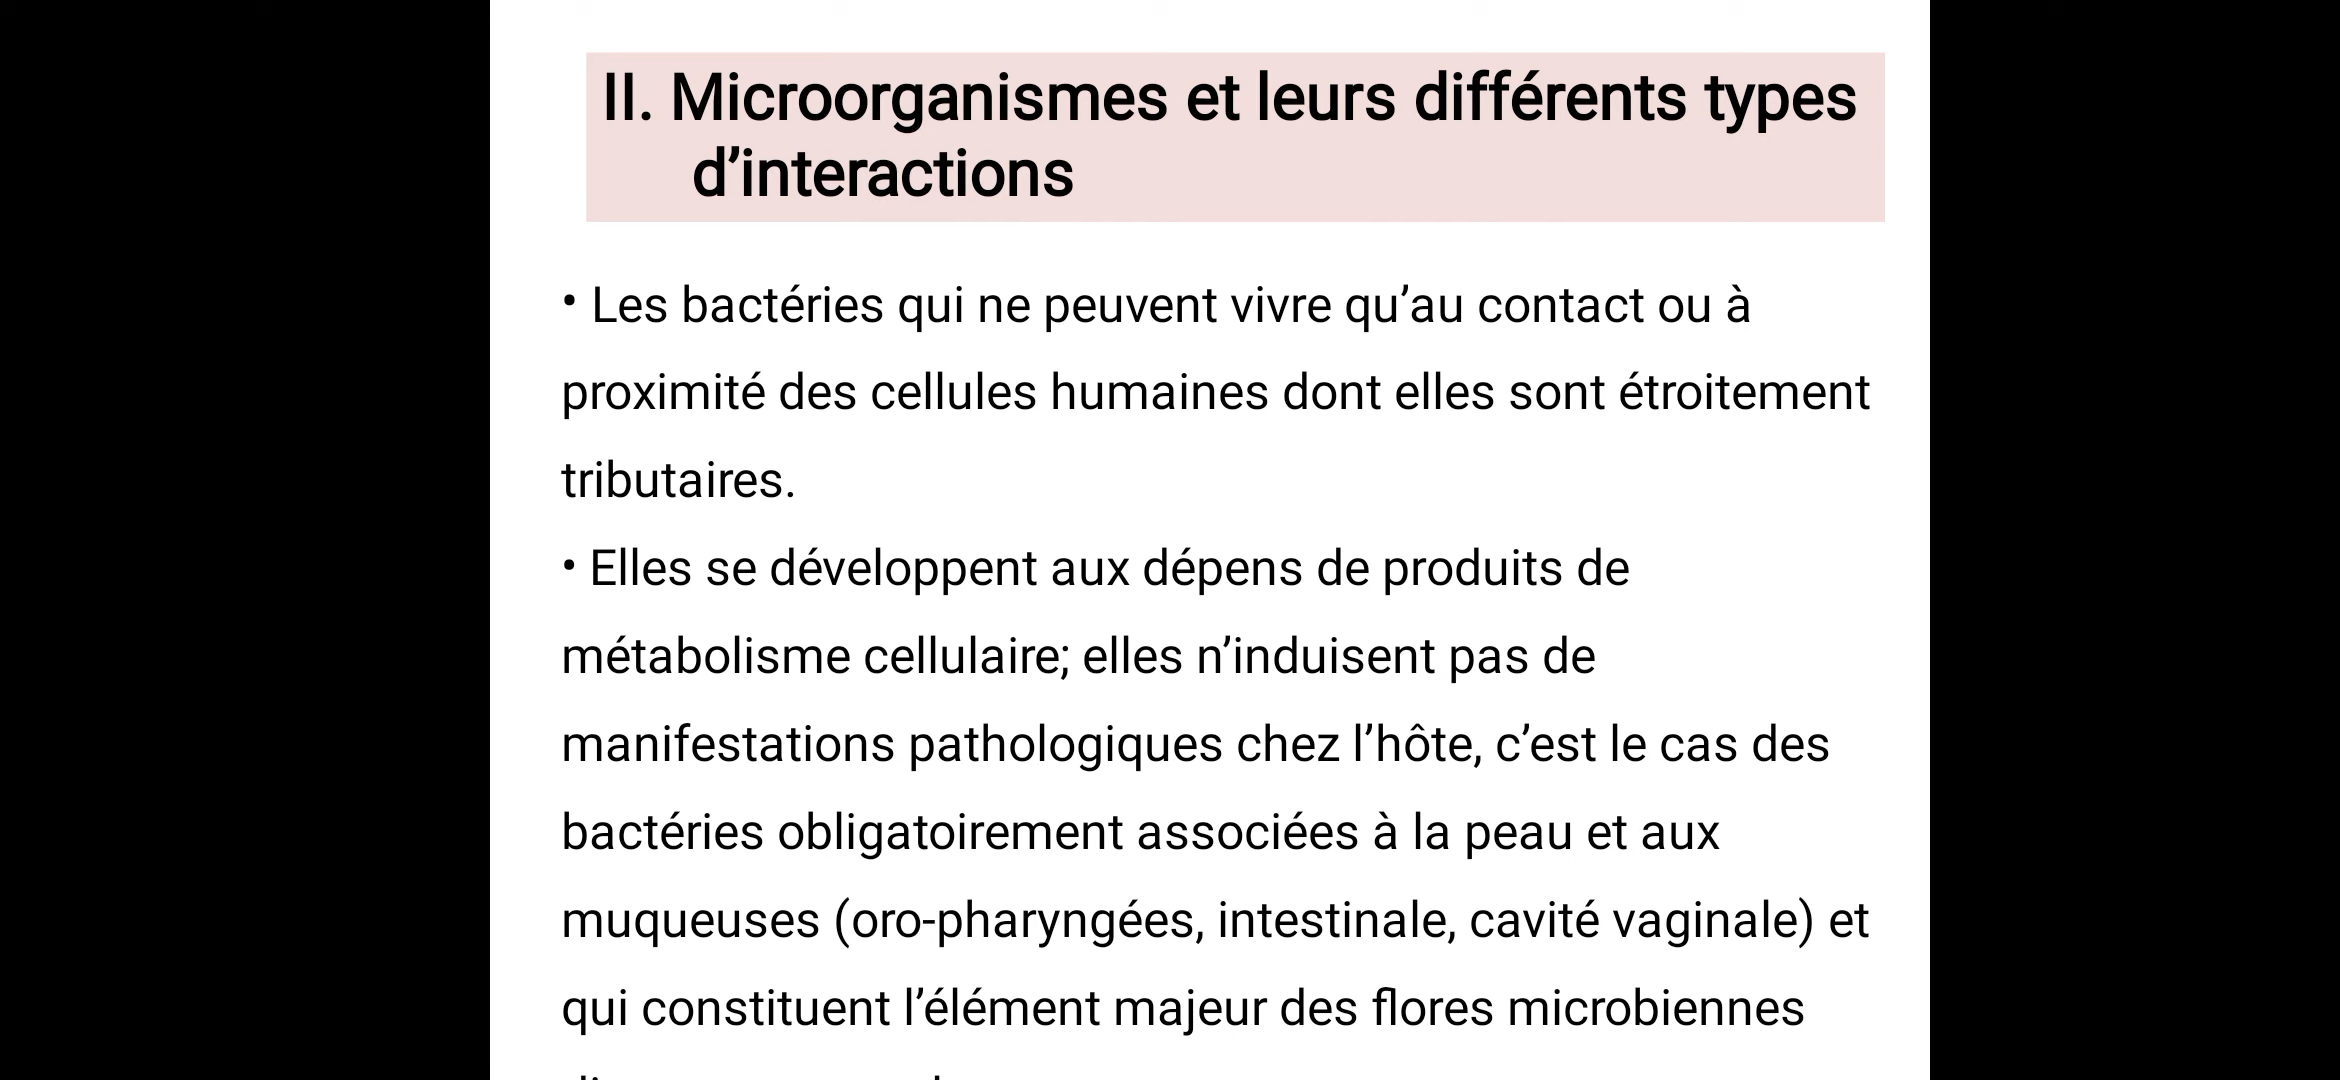 II. Microorganismes et leurs différents types
d’interactions
• Les bactéries qui ne peuvent vivre qu’au contact ou à
proximité des cellules humaines dont elles sont étroitement
tributaires.
• Elles se développent aux dépens de produits de
métabolisme cellulaire; elles n’induisent pas de
manifestations pathologiques chez l’hôte, c’est le cas des
bactéries obligatoirement associées à la peau et aux
muqueuses (oro-pharyngées, intestinale, cavité vaginale) et
qui constituent l’élément majeur des flores microbiennes